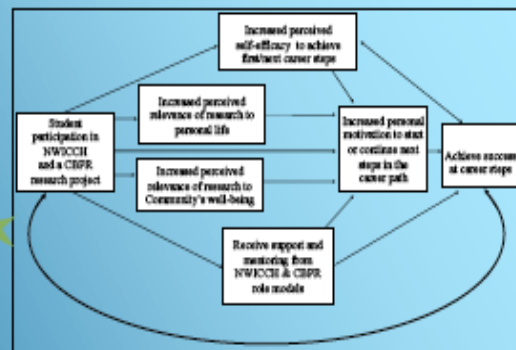 Increased perceived
self-efficacy to achieve
first/next career steps
Student
participation in
NWICCH
and a CBPR
research project
Increased perceived
relevance of research to
personal life
Increased perceived
relevance of research to
Community's well-being
Increased personal
motivation to start
or continue next
steps in the
career path
Achieve success
at career steps
Receive support and
mentoring from
NWICCH & CBPR
role models